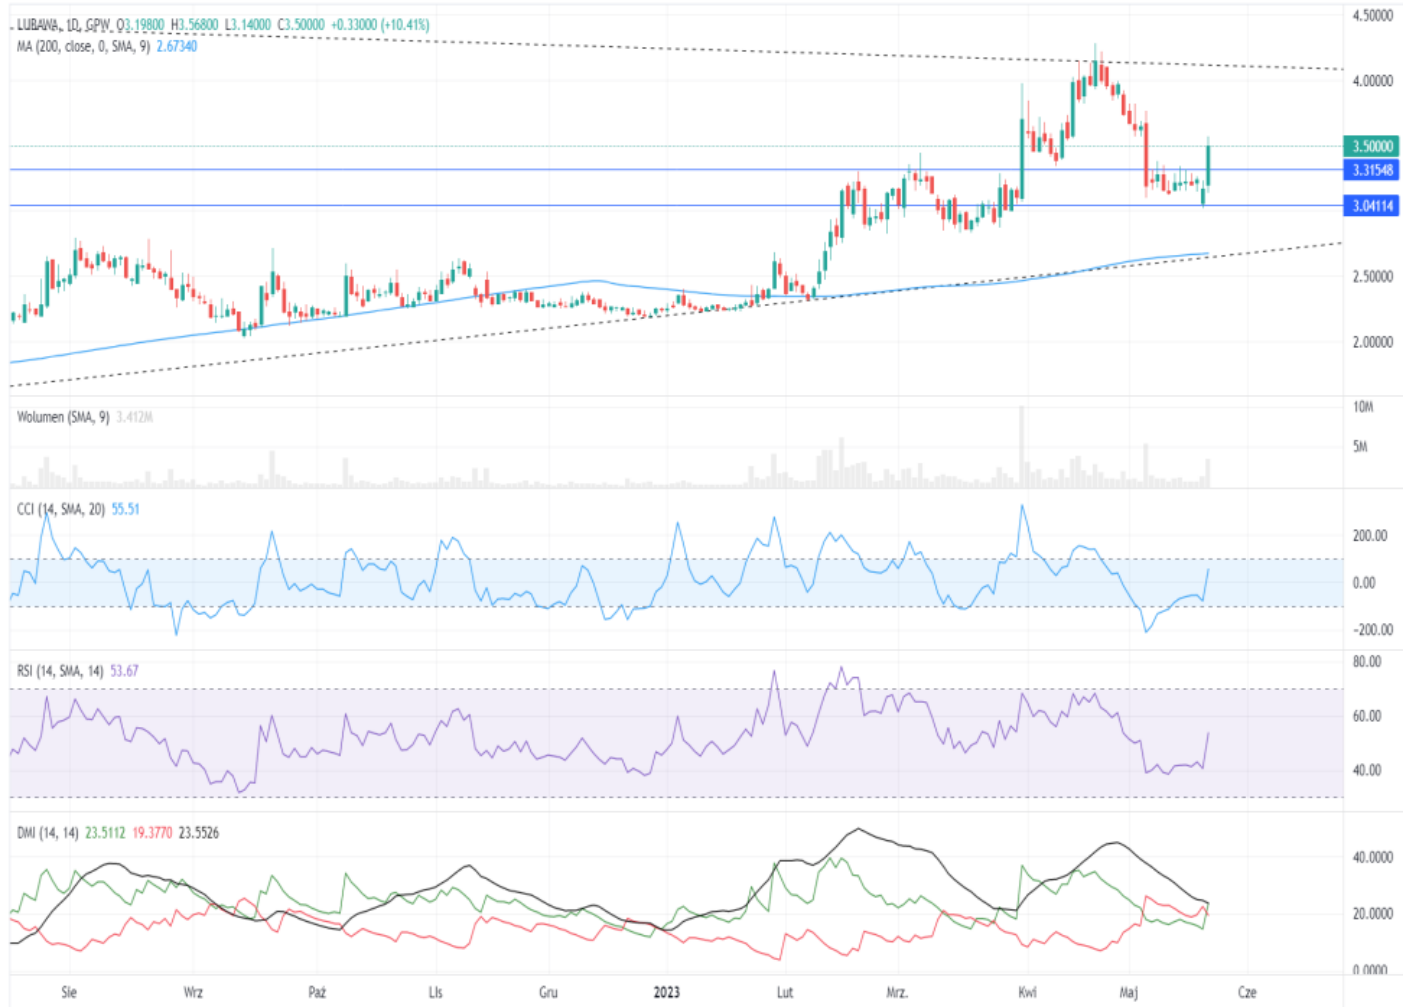 LUBAWA, 1D, GPW O3.19800 H3.56800 L3.14000 C3.50000 +0.33000 (+10.41%)
MA (200, close, 0, SMA, 9) 2.67340
4.50000
4.00000
3.50000
3.31548
3.04114
2.50000
2.00000
Wolumen (SMA, 9) 3.412M
10M
5M
CCI (14, SMA, 20) 55.51
200.00
0.00
-200.00
RSI (14, SMA, 14) 53.67
80.00
60.00
40.00
DMI (14, 14) 23.5112 19.3770 23.5526
40.0000
20.0000
0.0000
Sie Wrz Paź Lis Gru 2023 Lut Mrz. Kwi Maj Cze